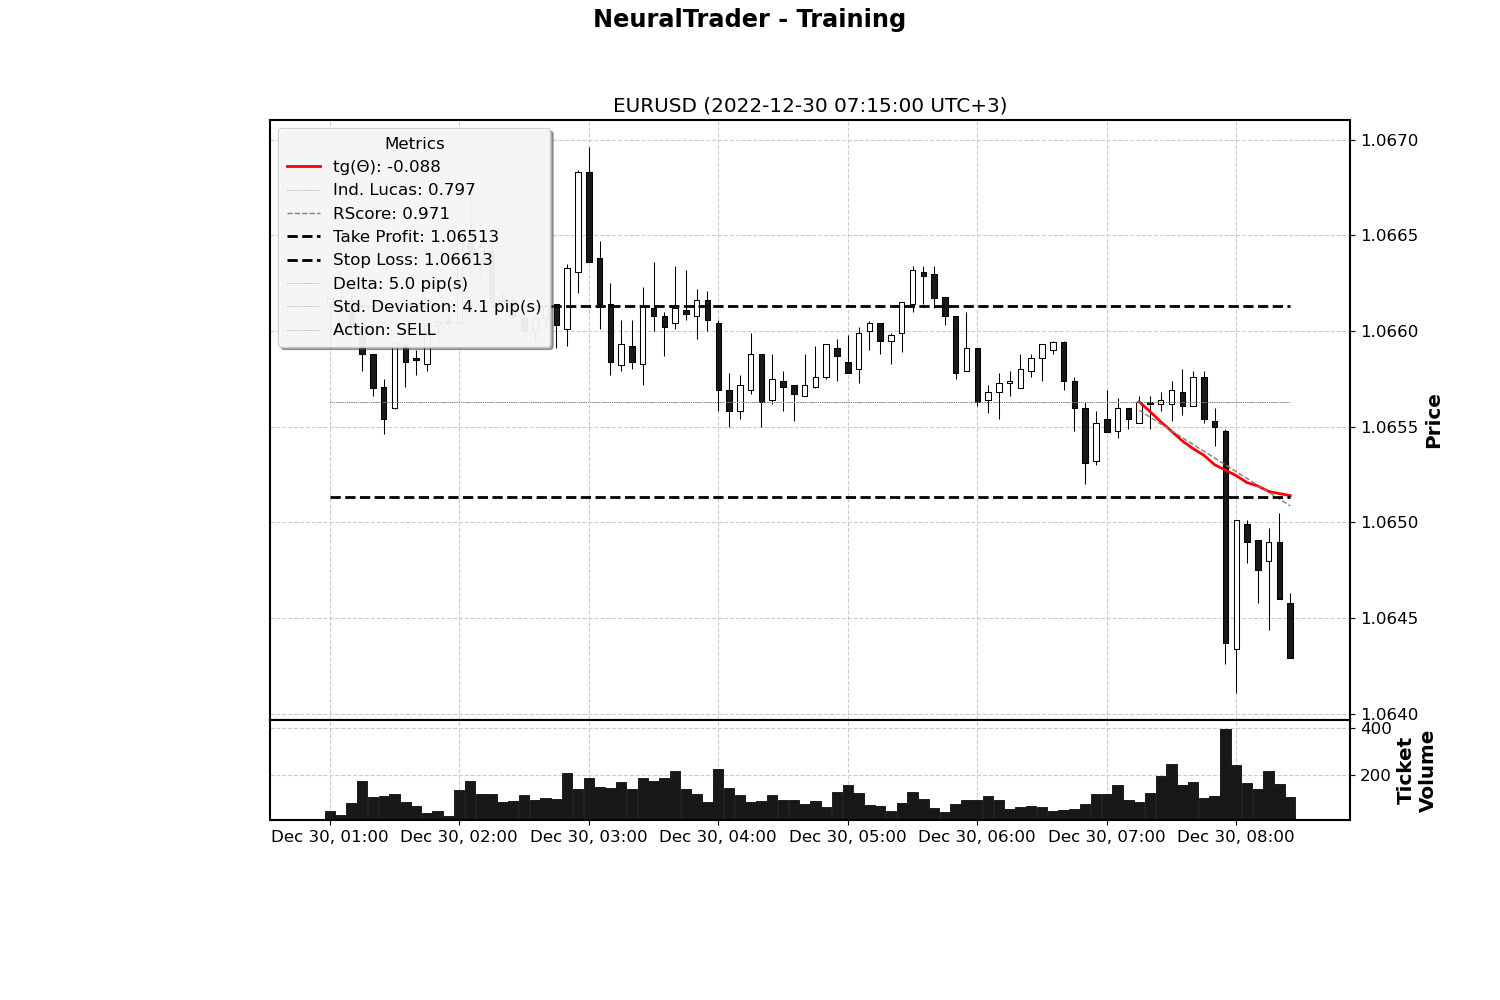 NeuralTrader - Training
EURUSD (2022-12-30 07:15:00 UTC+3)
Metrics
tg(Θ): -0.088
Ind. Lucas: 0.797
RScore: 0.971
Take Profit: 1.06513
Stop Loss: 1.06613
Delta: 5.0 pip(s)
Std. Deviation: 4.1 pip(s)
Action: SELL
1.0670
1.0665
1.0660
1.0655
1.0650
1.0645
1.0640
Price
400
200
Ticket
Volume
Dec 30, 01:00 Dec 30, 02:00 Dec 30, 03:00 Dec 30, 04:00 Dec 30, 05:00 Dec 30, 06:00 Dec 30, 07:00 Dec 30, 08:00